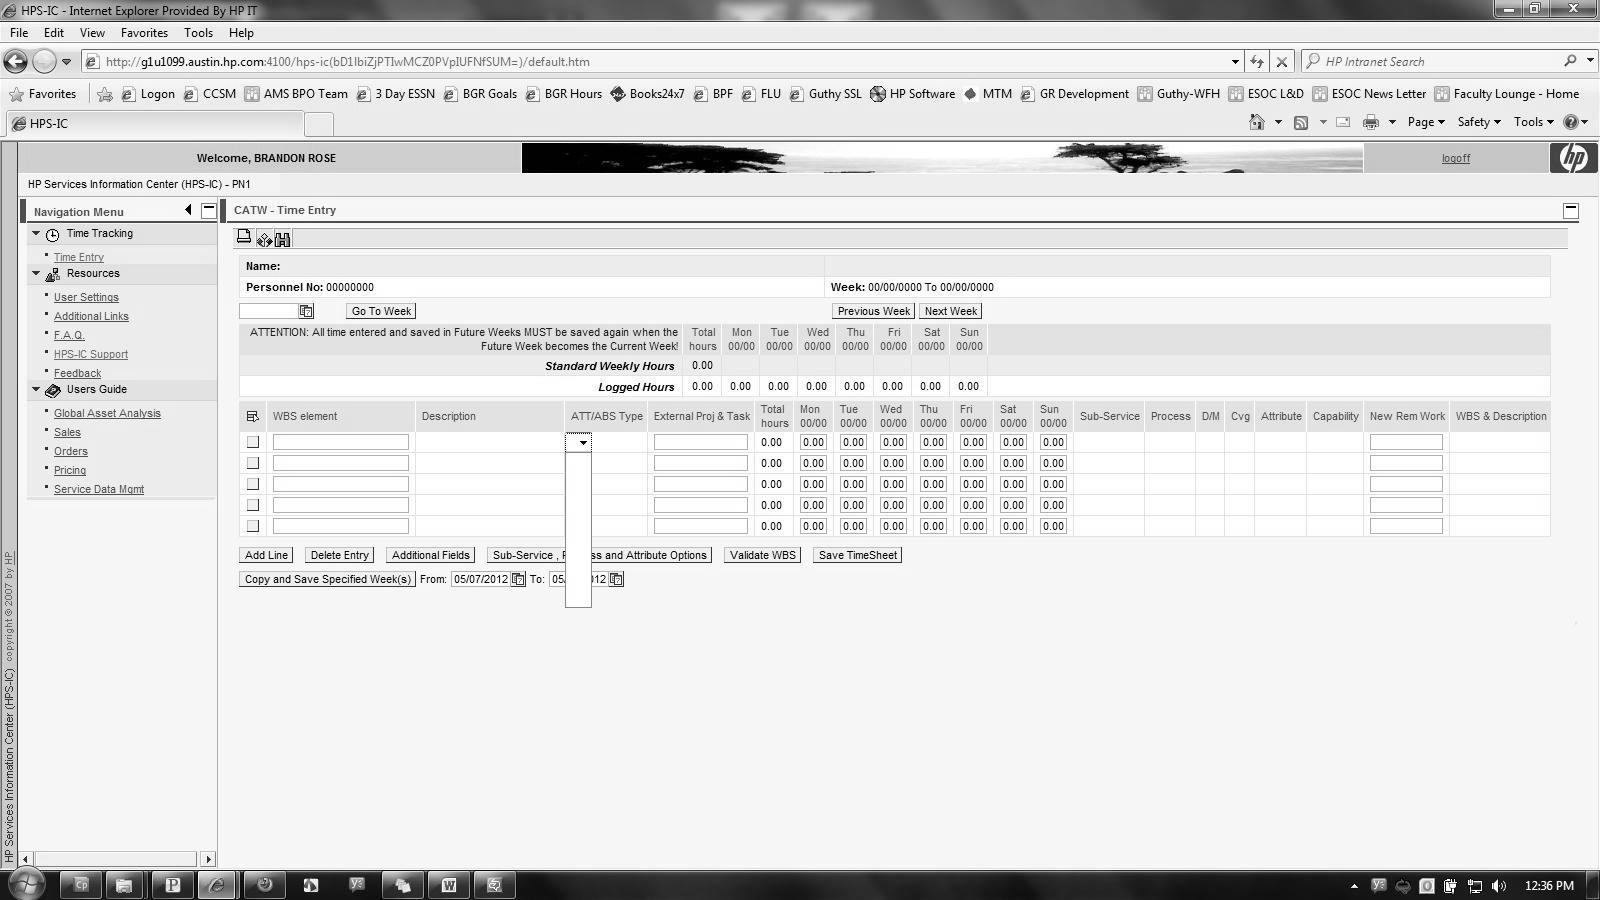 HPS-IC - Internet Explorer Provided By HP IT
File Edit View Favorites Tools Help
http://g1u1099.austin.hp.com:4100/hps-ic(bD1lbiZjPTIwMCZ0PVpIUFNfSUM=)/default.htm
HP Intranet Search
Favorites Logon CCSM AMS BPO Team 3 Day ESSN BGR Goals BGR Hours Books24x7 BPF FLU Guthy SSL HP Software MTM GR Development Guthy-WFH ESOC L&D ESOC News Letter Faculty Lounge - Home
HPS-IC
Page Safety Tools
Welcome, BRANDON ROSE
logoff
hp
HP Services Information Center (HPS-IC) - PN1
Navigation Menu
Time Tracking
Time Entry
Resources
User Settings
Additional Links
F.A.Q.
HPS-IC Support
Feedback
Users Guide
Global Asset Analysis
Sales
Orders
Pricing
Service Data Mgmt
HP Services Information Center (HPS-IC) copyright © 2007 by HP
CATW - Time Entry
Name:
Personnel No: 00000000 Week: 00/00/0000 To 00/00/0000
Go To Week Previous Week Next Week
ATTENTION: All time entered and saved in Future Weeks MUST be saved again when the Total Mon Tue Wed Thu Fri Sat Sun
Future Week becomes the Current Week! hours 00/00 00/00 00/00 00/00 00/00 00/00 00/00
Standard Weekly Hours 0.00
Logged Hours 0.00 0.00 0.00 0.00 0.00 0.00 0.00 0.00
WBS element Description ATT/ABS Type External Proj & Task Total hours Mon 00/00 Tue 00/00 Wed 00/00 Thu 00/00 Fri 00/00 Sat 00/00 Sun 00/00 Sub-Service Process D/M Cvg Attribute Capability New Rem Work WBS & Description
0.00 0.00 0.00 0.00 0.00 0.00 0.00 0.00
0.00 0.00 0.00 0.00 0.00 0.00 0.00 0.00
0.00 0.00 0.00 0.00 0.00 0.00 0.00 0.00
0.00 0.00 0.00 0.00 0.00 0.00 0.00 0.00
0.00 0.00 0.00 0.00 0.00 0.00 0.00 0.00
Add Line Delete Entry Additional Fields Sub-Service , P ss and Attribute Options Validate WBS Save TimeSheet
Copy and Save Specified Week(s) From: 05/07/2012 To: 05/ 012
12:36 PM